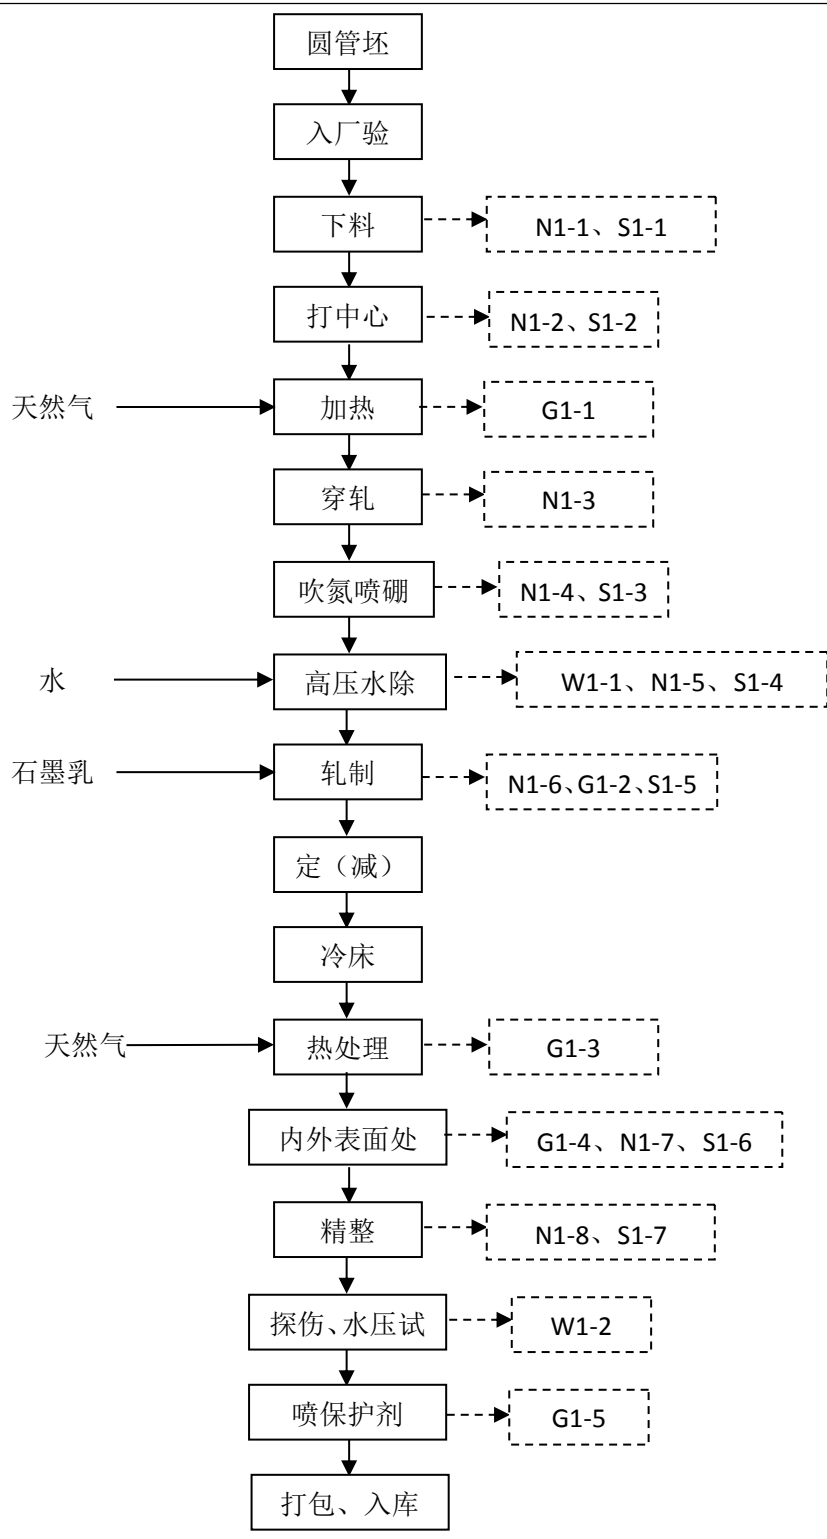 圆管坯
入厂验
下料
N1-1、S1-1
打中心
N1-2、S1-2
天然气
加热
G1-1
穿轧
N1-3
吹氮喷硼
N1-4、S1-3
水
高压水除
W1-1、N1-5、S1-4
石墨乳
轧制
N1-6、G1-2、S1-5
定（减）
冷床
天然气
热处理
G1-3
内外表面处
G1-4、N1-7、S1-6
精整
N1-8、S1-7
探伤、水压试
W1-2
喷保护剂
G1-5
打包、入库